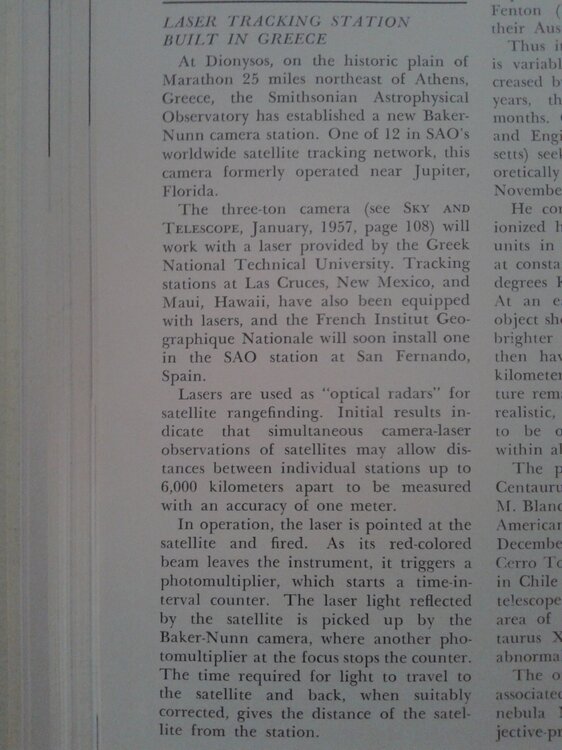 LASER TRACKING STATION
BUILT IN GREECE
At Dionysos, on the historic plain of
Marathon 25 miles northeast of Athens,
Greece, the Smithsonian Astrophysical
Observatory has established a new Baker-
Nunn camera station. One of 12 in SAO's
worldwide satellite tracking network, this
camera formerly operated near Jupiter,
Florida.
The three-ton camera (see SKY AND
TELESCOPE, January, 1957, page 108) will
work with a laser provided by the Greek
National Technical University. Tracking
stations at Las Cruces, New Mexico, and
Maui, Hawaii, have also been equipped
with lasers, and the French Institut Geo-
graphique Nationale will soon install one
in the SAO station at San Fernando,
Spain.
Lasers are used as "optical radars" for
satellite rangefinding. Initial results in-
dicate that simultaneous camera-laser
observations of satellites may allow dis-
tances between individual stations up to
6,000 kilometers apart to be measured
with an accuracy of one meter.
In operation, the laser is pointed at the
satellite and fired. As its red-colored
beam leaves the instrument, it triggers a
photomultiplier, which starts a time-in-
terval counter. The laser light reflected
by the satellite is picked up by the
Baker-Nunn camera, where another pho-
tomultiplier at the focus stops the counter.
The time required for light to travel to
the satellite and back, when suitably
corrected, gives the distance of the satel-
lite from the station.
Fenton (
their Aus
Thus i
is variabl
creased b
years, th
months.
and Engi
setts) seel
oretically
Novembe
He con
ionized h
units in
at consta
degrees K
At an e
object sho
brighter
then hav
kilometer
ture rem
realistic,
to be o
within al
The p
Centauru
M. Blanc
American
Decembe
Cerro To
in Chile
telescope
area of
taurus X
abnorma
The o
associated
nebula
jective-pr